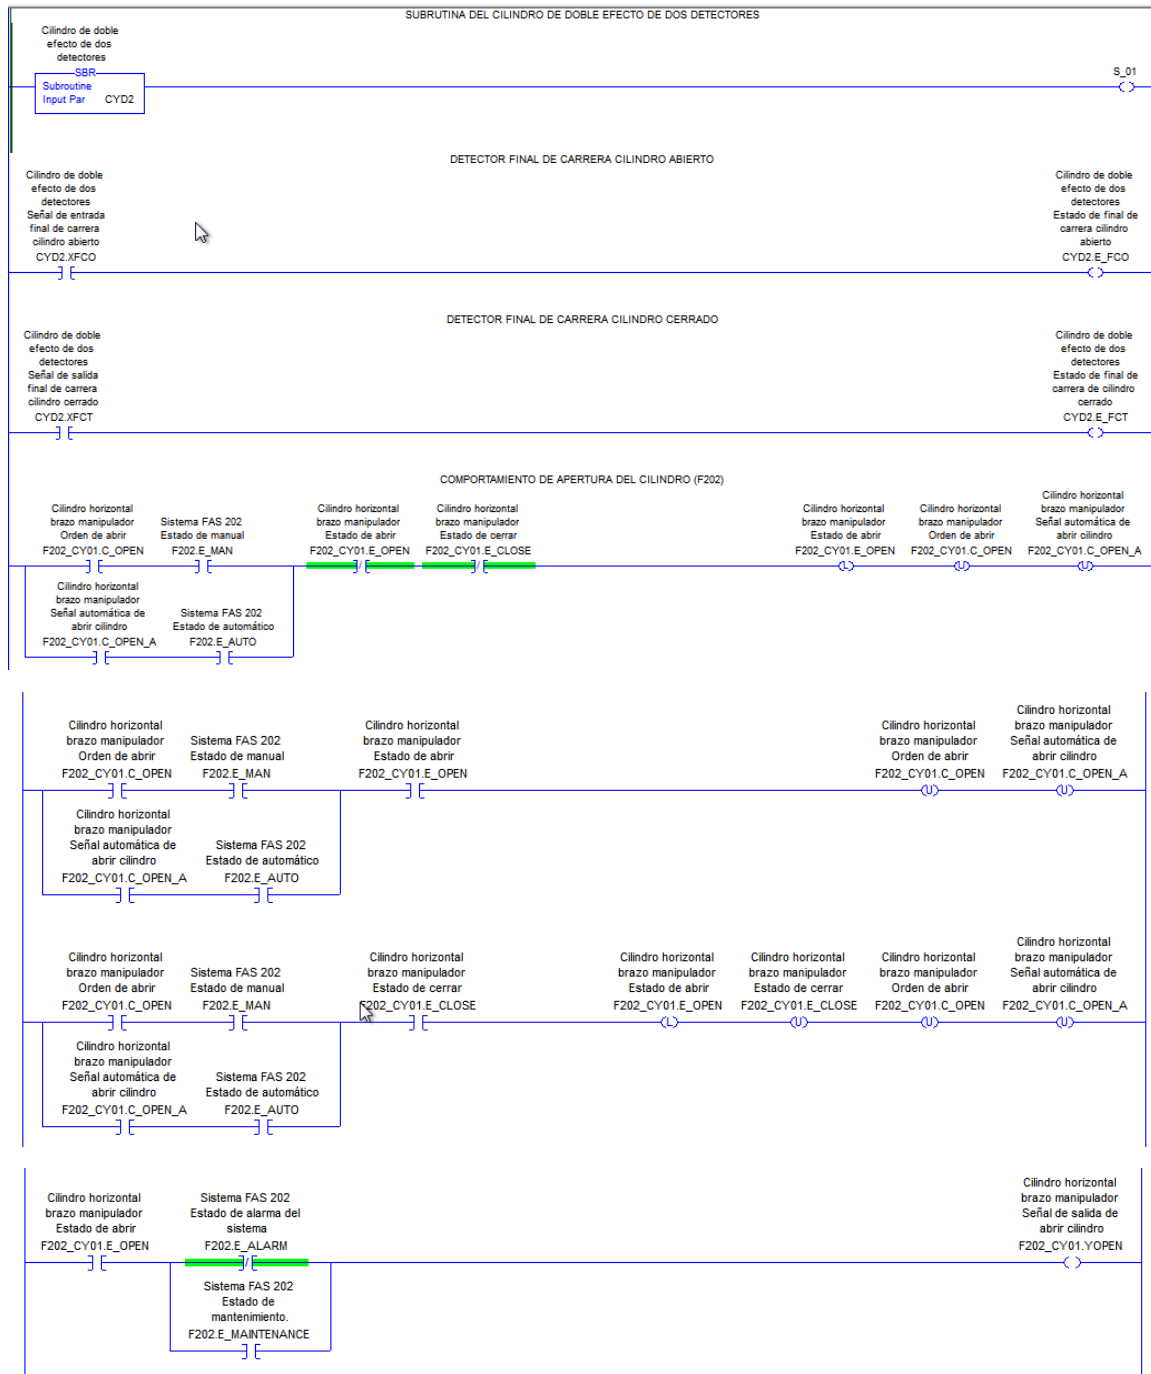 SUBRUTINA DEL CILINDRO DE DOBLE EFECTO DE DOS DETECTORES
Cilindro de doble
efecto de dos
detectores
SBR
Subroutine
Input Par CYD2
S_01
DETECTOR FINAL DE CARRERA CILINDRO ABIERTO
Cilindro de doble
efecto de dos
detectores
Señal de entrada
final de carrera
cilindro abierto
CYD2.XFCO
Cilindro de doble
efecto de dos
detectores
Estado de final de
carrera cilindro
abierto
CYD2.E_FCO
DETECTOR FINAL DE CARRERA CILINDRO CERRADO
Cilindro de doble
efecto de dos
detectores
Señal de salida
final de carrera
cilindro cerrado
CYD2.XFCT
Cilindro de doble
efecto de dos
detectores
Estado de final de
carrera de cilindro
cerrado
CYD2.E_FCT
COMPORTAMIENTO DE APERTURA DEL CILINDRO (F202)
Cilindro horizontal
brazo manipulador
Orden de abrir
F202_CY01.C_OPEN
Sistema FAS 202
Estado de manual
F202.E_MAN
Cilindro horizontal
brazo manipulador
Estado de abrir
F202_CY01.E_OPEN
Cilindro horizontal
brazo manipulador
Estado de cerrar
F202_CY01.E_CLOSE
Cilindro horizontal
brazo manipulador
Estado de abrir
F202_CY01.E_OPEN
L
Cilindro horizontal
brazo manipulador
Orden de abrir
F202_CY01.C_OPEN
U
Cilindro horizontal
brazo manipulador
Señal automática de
abrir cilindro
F202_CY01.C_OPEN_A
U
Cilindro horizontal
brazo manipulador
Señal automática de
abrir cilindro
F202_CY01.C_OPEN_A
Sistema FAS 202
Estado de automático
F202.E_AUTO
Cilindro horizontal
brazo manipulador
Orden de abrir
F202_CY01.C_OPEN
Sistema FAS 202
Estado de manual
F202.E_MAN
Cilindro horizontal
brazo manipulador
Estado de abrir
F202_CY01.E_OPEN
Cilindro horizontal
brazo manipulador
Orden de abrir
F202_CY01.C_OPEN
U
Cilindro horizontal
brazo manipulador
Señal automática de
abrir cilindro
F202_CY01.C_OPEN_A
U
Cilindro horizontal
brazo manipulador
Señal automática de
abrir cilindro
F202_CY01.C_OPEN_A
Sistema FAS 202
Estado de automático
F202.E_AUTO
Cilindro horizontal
brazo manipulador
Orden de abrir
F202_CY01.C_OPEN
Sistema FAS 202
Estado de manual
F202.E_MAN
Cilindro horizontal
brazo manipulador
Estado de cerrar
F202_CY01.E_CLOSE
Cilindro horizontal
brazo manipulador
Estado de abrir
F202_CY01.E_OPEN
L
Cilindro horizontal
brazo manipulador
Estado de cerrar
F202_CY01.E_CLOSE
U
Cilindro horizontal
brazo manipulador
Orden de abrir
F202_CY01.C_OPEN
U
Cilindro horizontal
brazo manipulador
Señal automática de
abrir cilindro
F202_CY01.C_OPEN_A
U
Cilindro horizontal
brazo manipulador
Señal automática de
abrir cilindro
F202_CY01.C_OPEN_A
Sistema FAS 202
Estado de automático
F202.E_AUTO
Cilindro horizontal
brazo manipulador
Estado de abrir
F202_CY01.E_OPEN
Sistema FAS 202
Estado de alarma del
sistema
F202.E_ALARM
Cilindro horizontal
brazo manipulador
Señal de salida de
abrir cilindro
F202_CY01.YOPEN
Sistema FAS 202
Estado de
mantenimiento.
F202.E_MAINTENANCE